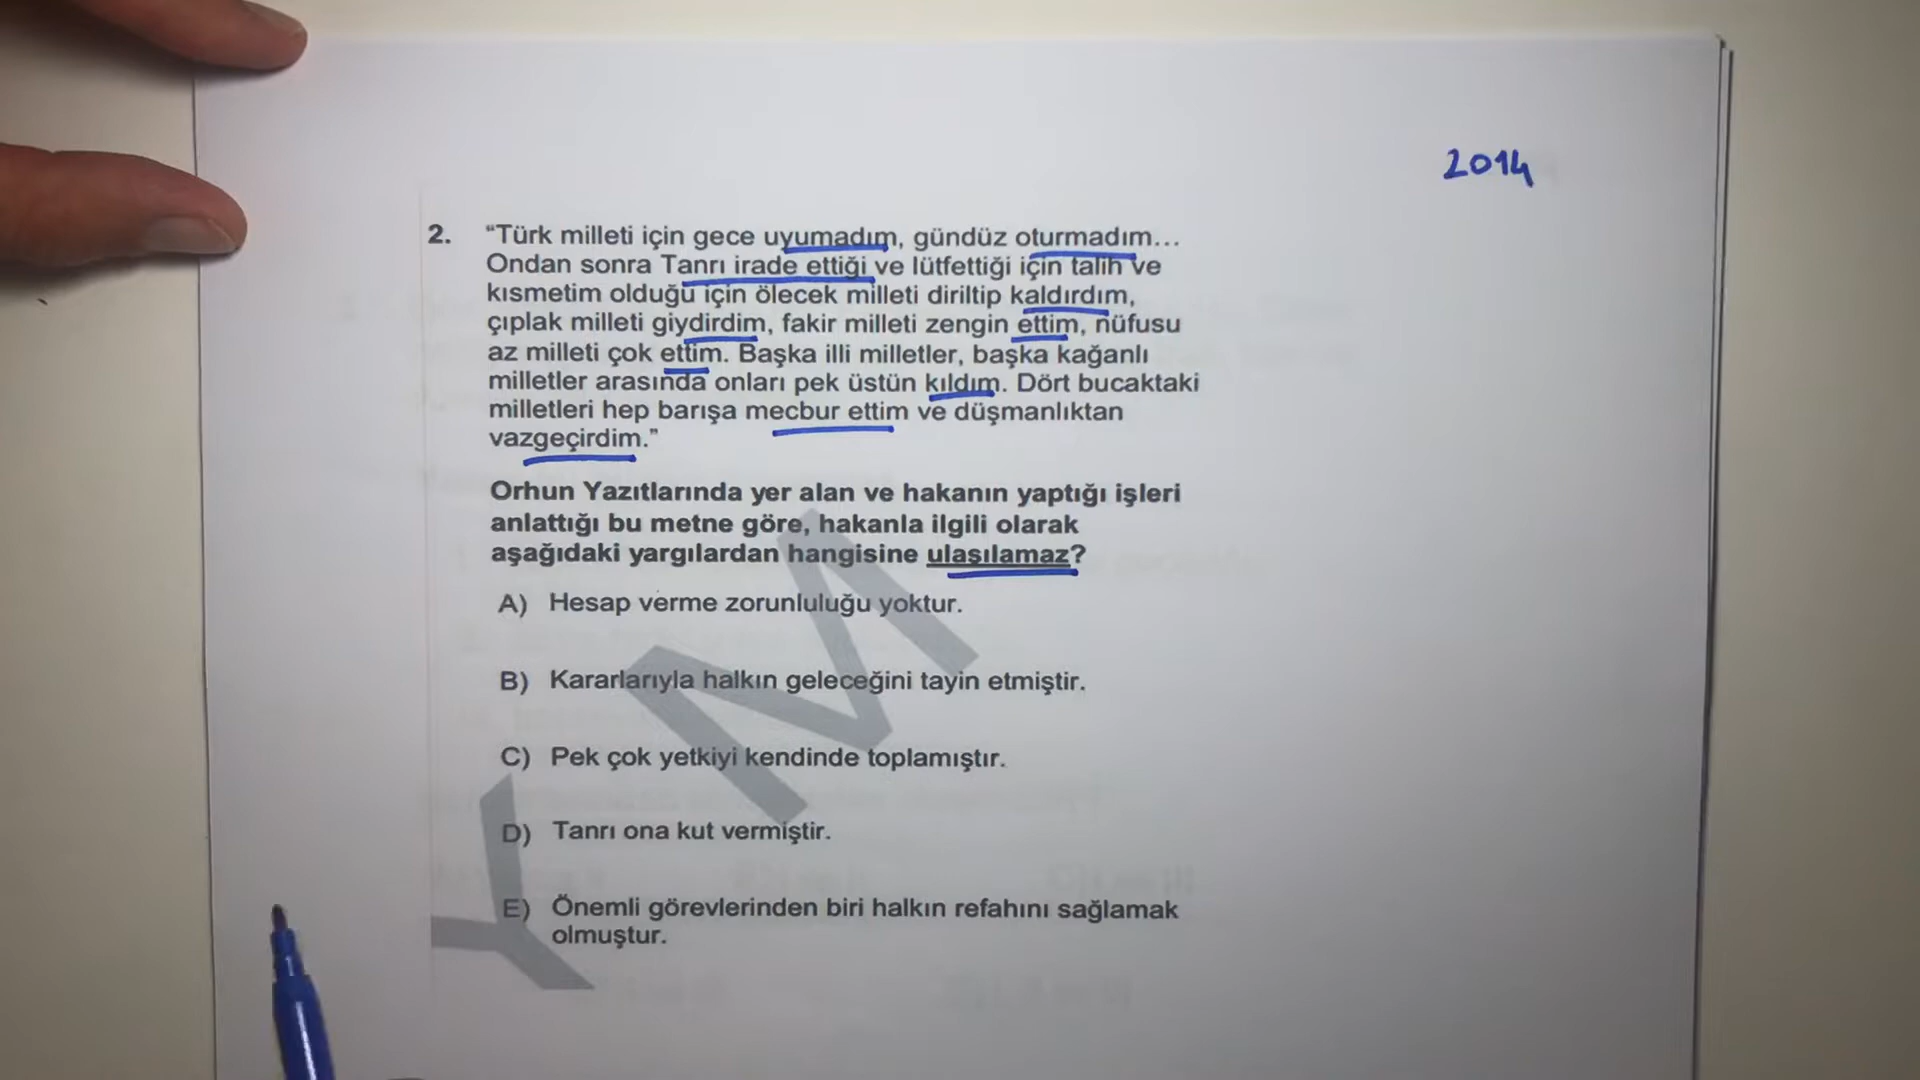 2014
2. “Türk milleti için gece uyumadım, gündüz oturmadım...
Ondan sonra Tanrı irade ettiği ve lütfettiği için talih ve
kısmetim olduğu için ölecek milleti diriltip kaldırdım,
çıplak milleti giydirdim, fakir milleti zengin ettim, nüfusu
az milleti çok ettim. Başka illi milletler, başka kağanlı
milletler arasında onları pek üstün kıldım. Dört bucaktaki
milletleri hep barışa mecbur ettim ve düşmanlıktan
vazgeçirdim.”
Orhun Yazıtlarında yer alan ve hakanın yaptığı işleri
anlattığı bu metne göre, hakanla ilgili olarak
aşağıdaki yargılardan hangisine ulaşılamaz?
A) Hesap verme zorunluluğu yoktur.
B) Kararlarıyla halkın geleceğini tayin etmiştir.
C) Pek çok yetkiyi kendinde toplamıştır.
D) Tanrı ona kut vermiştir.
E) Önemli görevlerinden biri halkın refahını sağlamak
olmuştur.
Y M